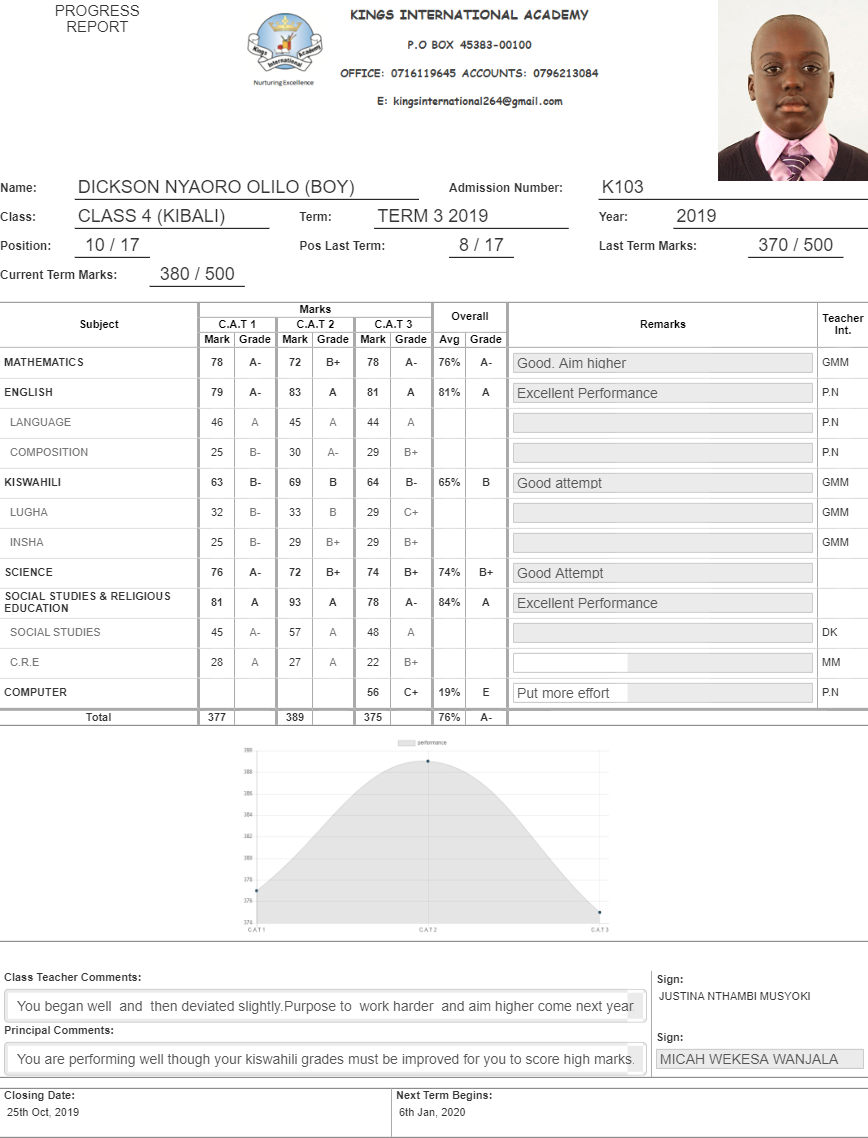 PROGRESS
REPORT
Kings
International
Academy
Nurturing Excellence
KINGS INTERNATIONAL ACADEMY
P.O BOX 45383-00100
OFFICE: 0716119645 ACCOUNTS: 0796213084
E: kingsinternational264@gmail.com
Name: DICKSON NYAORO OLILO (BOY) Admission Number: K103
Class: CLASS 4 (KIBALI) Term: TERM 3 2019 Year: 2019
Position: 10 / 17 Pos Last Term: 8 / 17 Last Term Marks: 370 / 500
Current Term Marks: 380 / 500
Subject Marks Overall Remarks Teacher Int.
C.A.T 1 C.A.T 2 C.A.T 3
Mark Grade Mark Grade Mark Grade Avg Grade
MATHEMATICS 78 A- 72 B+ 78 A- 76% A- Good. Aim higher GMM
ENGLISH 79 A- 83 A 81 A 81% A Excellent Performance P.N
LANGUAGE 46 A 45 A 44 A P.N
COMPOSITION 25 B- 30 A- 29 B+ P.N
KISWAHILI 63 B- 69 B 64 B- 65% B Good attempt GMM
LUGHA 32 B- 33 B 29 C+ GMM
INSHA 25 B- 29 B+ 29 B+ GMM
SCIENCE 76 A- 72 B+ 74 B+ 74% B+ Good Attempt
SOCIAL STUDIES & RELIGIOUS
EDUCATION 81 A 93 A 78 A- 84% A Excellent Performance
SOCIAL STUDIES 45 A- 57 A 48 A DK
C.R.E 28 A 27 A 22 B+ MM
COMPUTER 56 C+ 19% E Put more effort P.N
Total 377 389 375 76% A-
performance
388
386
384
382
380
378
376
374
CAT1 CAT2 CAT3
Class Teacher Comments:
You began well and then deviated slightly.Purpose to work harder and aim higher come next year
Sign:
JUSTINA NTHAMBI MUSYOKI
Principal Comments:
You are performing well though your kiswahili grades must be improved for you to score high marks.
Sign:
MICAH WEKESA WANJALA
Closing Date: Next Term Begins:
25th Oct, 2019 6th Jan, 2020